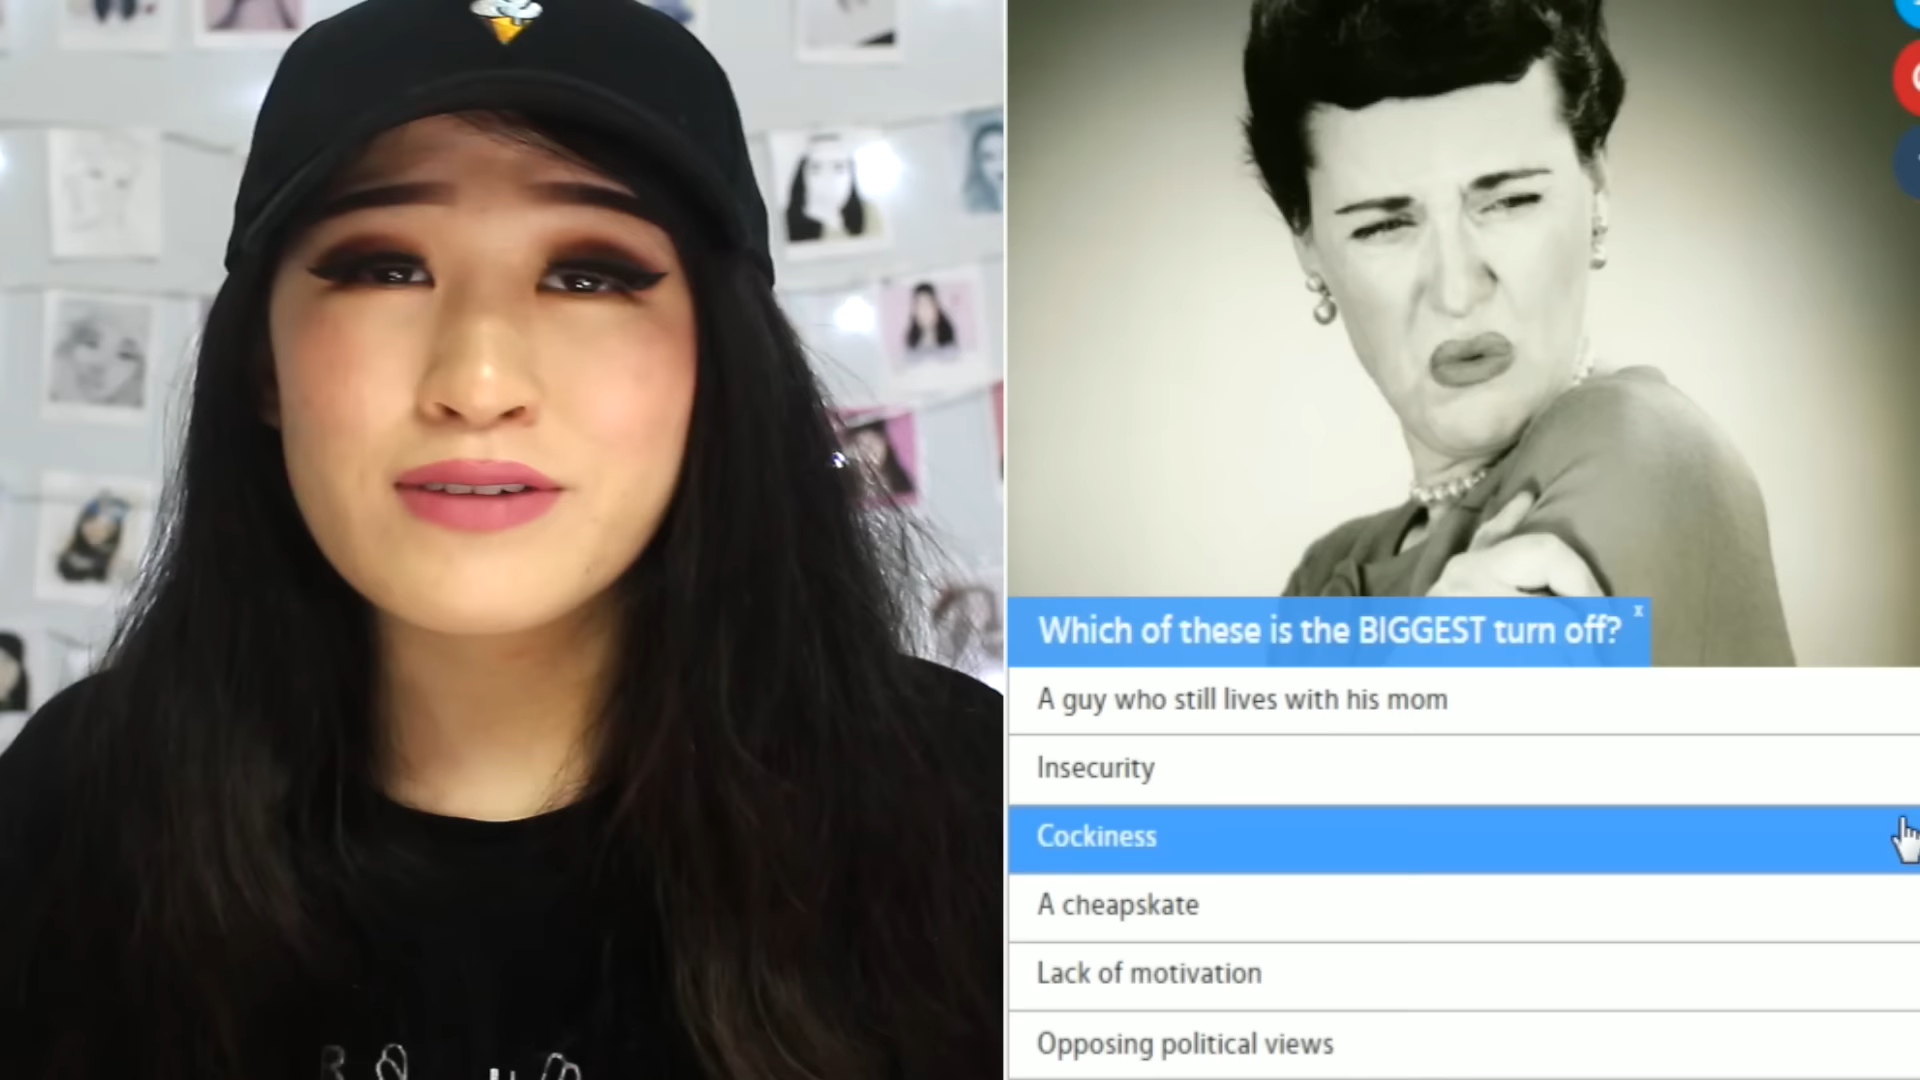 Which of these is the BIGGEST turn off?
x
A guy who still lives with his mom
Insecurity
Cockiness
A cheapskate
Lack of motivation
Opposing political views